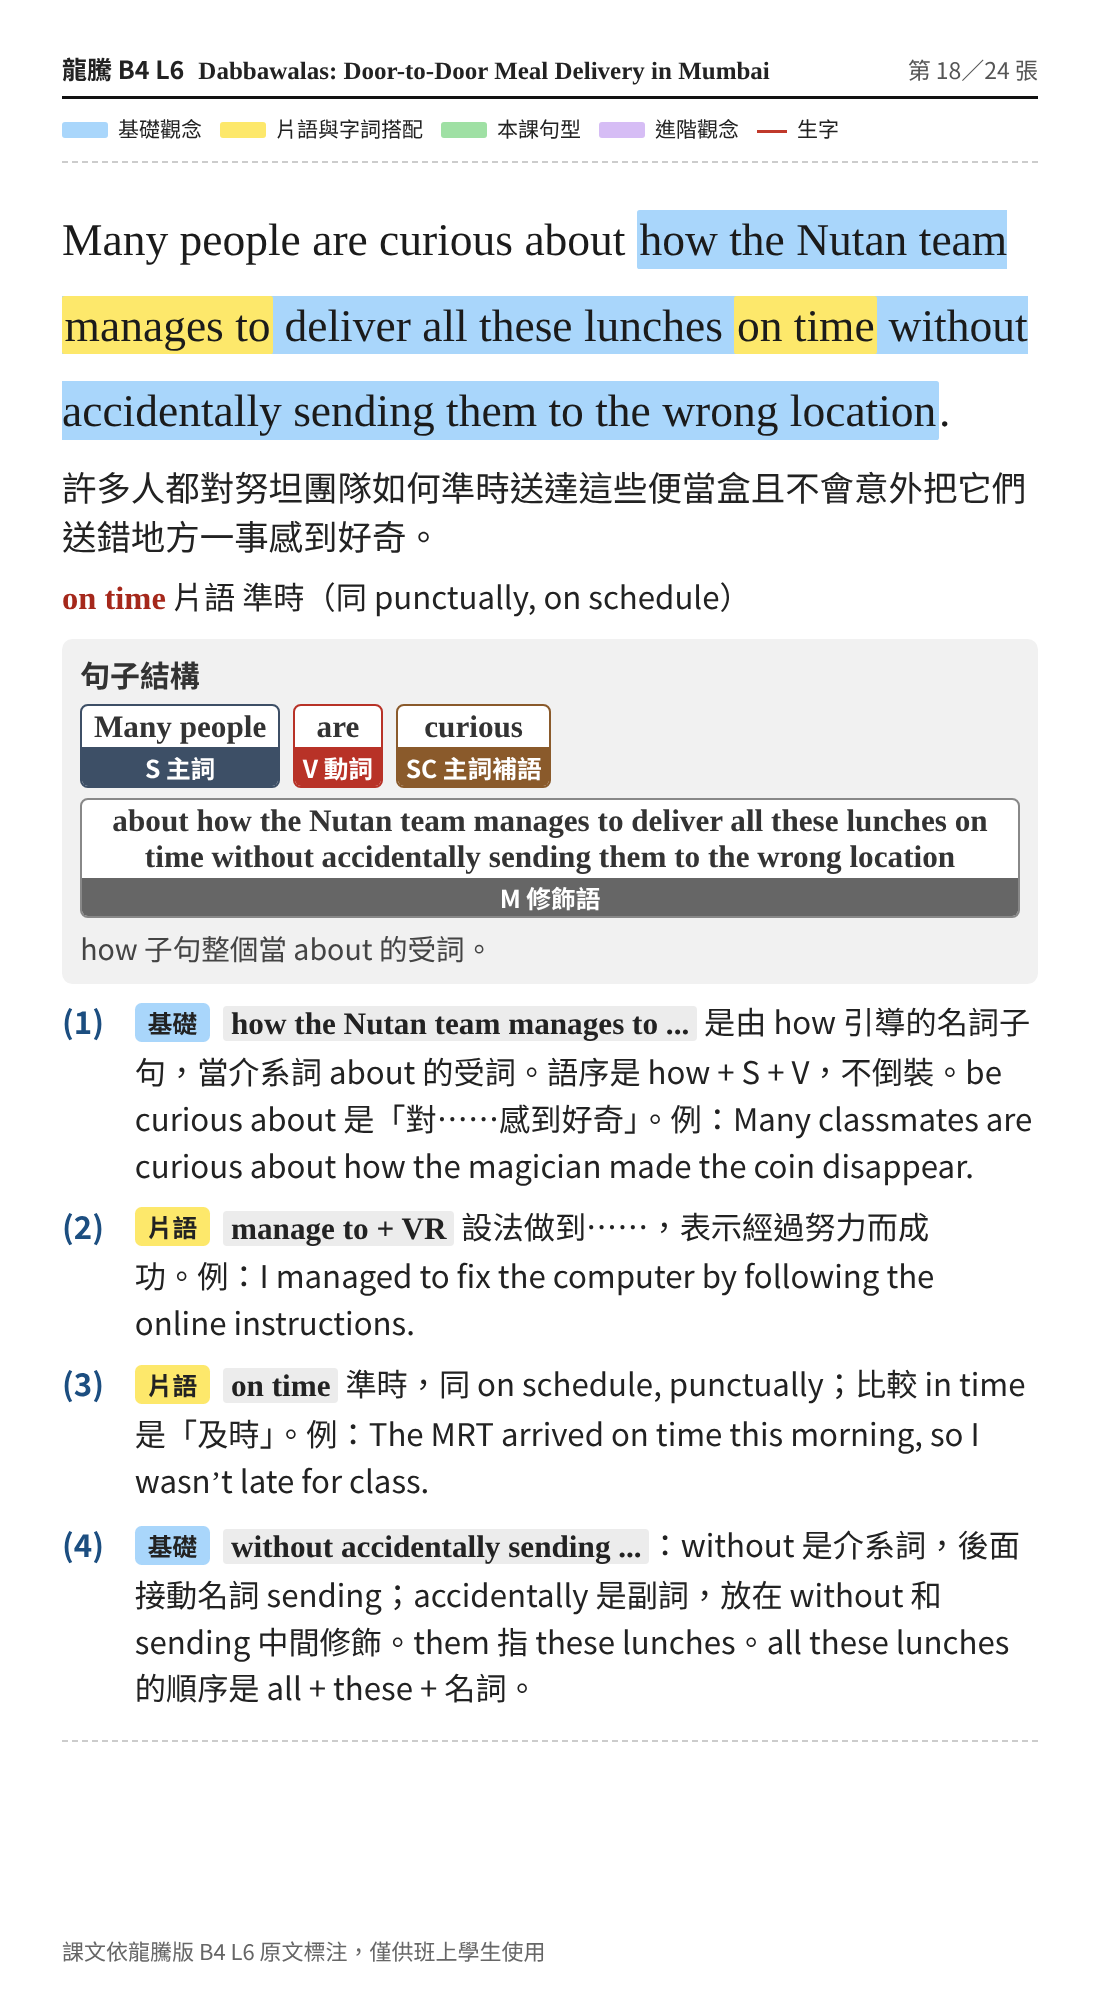 龍騰 B4 L6 Dabbawalas: Door-to-Door Meal Delivery in Mumbai 第 18／24 張
基礎觀念 片語與字詞搭配 本課句型 進階觀念 生字
Many people are curious about how the Nutan team
manages to deliver all these lunches on time without
accidentally sending them to the wrong location.
許多人都對努坦團隊如何準時送達這些便當盒且不會意外把它們
送錯地方一事感到好奇。
on time 片語 準時（同 punctually, on schedule）
句子結構
Many people are curious
S 主詞 V 動詞 SC 主詞補語
about how the Nutan team manages to deliver all these lunches on
time without accidentally sending them to the wrong location
M 修飾語
how 子句整個當 about 的受詞。
(1) 基礎 how the Nutan team manages to ... 是由 how 引導的名詞子
句，當介系詞 about 的受詞。語序是 how + S + V，不倒裝。be
curious about 是「對⋯⋯感到好奇」。例：Many classmates are
curious about how the magician made the coin disappear.
(2) 片語 manage to + VR 設法做到⋯⋯，表示經過努力而成
功。例：I managed to fix the computer by following the
online instructions.
(3) 片語 on time 準時，同 on schedule, punctually；比較 in time
是「及時」。例：The MRT arrived on time this morning, so I
wasn’t late for class.
(4) 基礎 without accidentally sending ... ：without 是介系詞，後面
接動名詞 sending；accidentally 是副詞，放在 without 和
sending 中間修飾。them 指 these lunches。all these lunches
的順序是 all + these + 名詞。
課文依龍騰版 B4 L6 原文標注，僅供班上學生使用